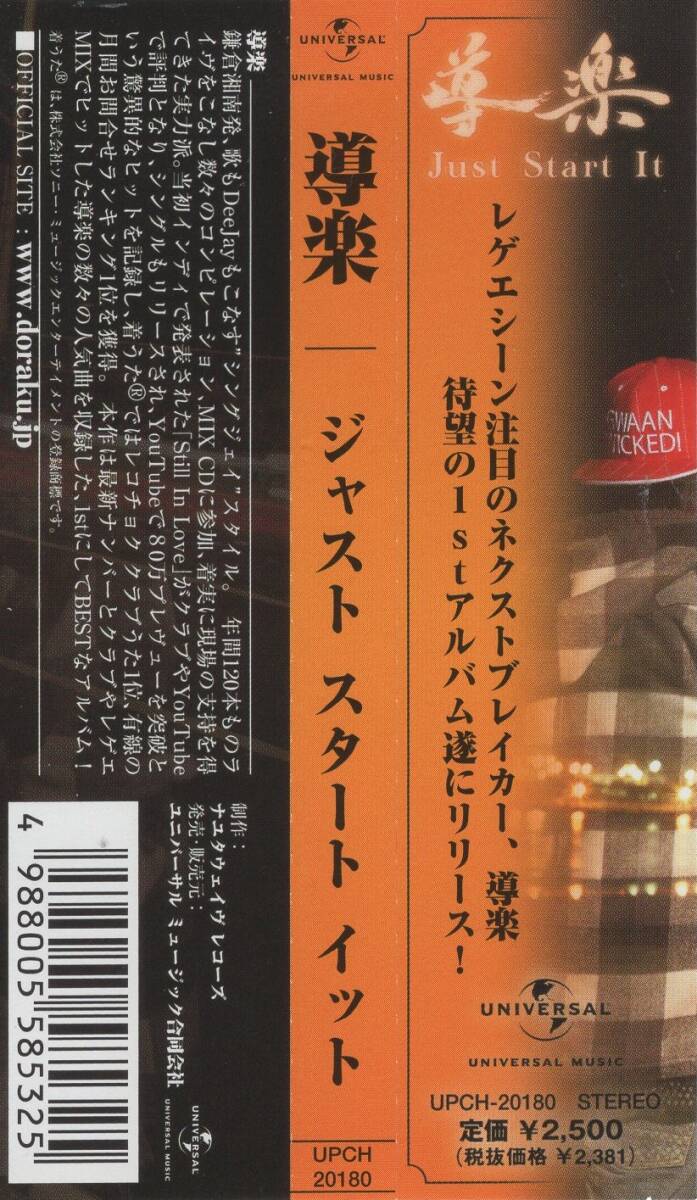 導楽
Just Start It
レゲエシーン注目のネクストブレイカー、導楽
待望の1stアルバム遂にリリース!
GWAAN
WICKED!
UNIVERSAL
UNIVERSAL MUSIC
UPCH-20180 STEREO
定価 ¥2,500
(税抜価格 ¥2,381)
UNIVERSAL
UNIVERSAL MUSIC
導楽
ジャスト スタート イット
UPCH
20180
導楽
鎌倉湘南発、歌もDeeJayもこなす"シングジェイ"スタイル。 年間120本ものラ
イヴをこなし数々のコンピレーション、MIX CDに参加、着実に現場の支持を得
てきた実力派。当初インディで発表された「Still In Love」がクラブやYouTube
で評判となり、シングルもリリースされ、YouTubeで80万プレヴューを突破と
いう驚異的なヒットを記録し、着うた®ではレコチョク クラブうた1位、有線の
月間お問合せランキング1位を獲得。 本作は最新ナンバーとクラブやレゲエ
MIXでヒットした導楽の数々の人気曲を収録した、1stにしてBESTなアルバム!
着うた®は、株式会社ソニー・ミュージックエンターテイメントの登録商標です。
■OFFICIAL SITE : www.doraku.jp
制作:
ナユタウェイヴ レコーズ
発売・販売元:
ユニバーサル ミュージック合同会社
UNIVERSAL
UNIVERSAL MUSIC
4 988005 585325